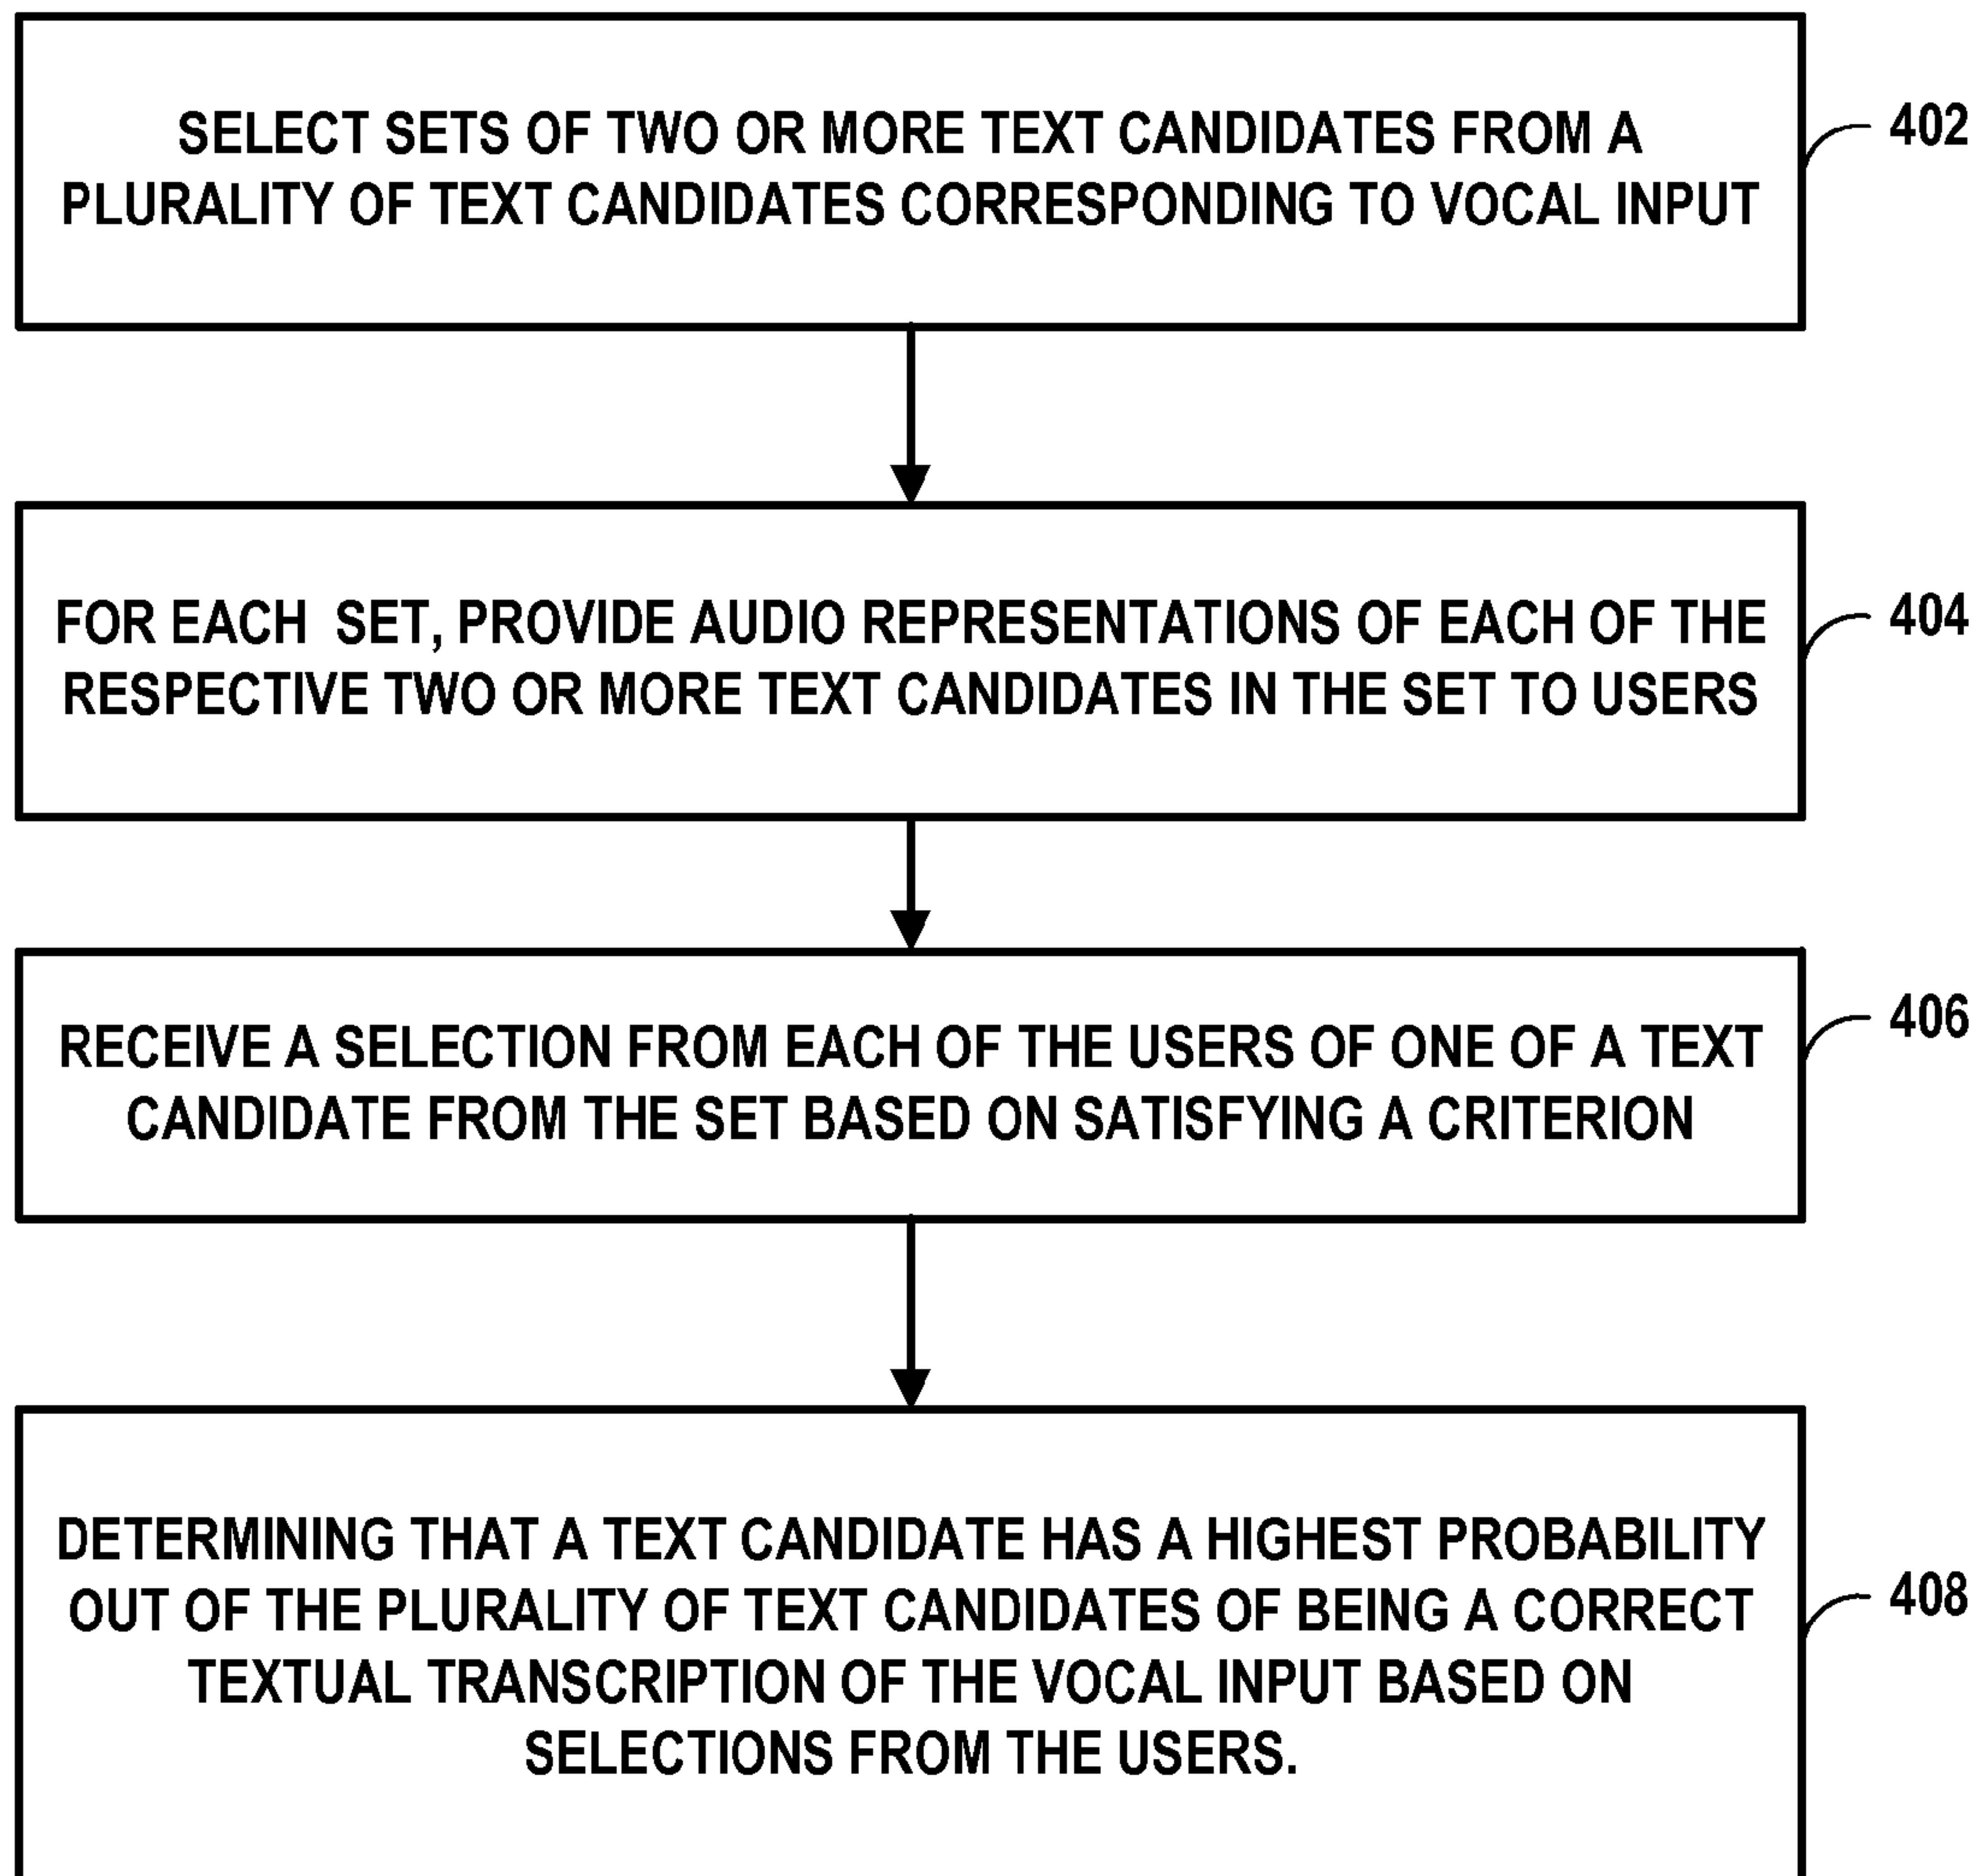 SELECT SETS OF TWO OR MORE TEXT CANDIDATES FROM A
PLURALITY OF TEXT CANDIDATES CORRESPONDING TO VOCAL INPUT
402
FOR EACH SET, PROVIDE AUDIO REPRESENTATIONS OF EACH OF THE
RESPECTIVE TWO OR MORE TEXT CANDIDATES IN THE SET TO USERS
404
RECEIVE A SELECTION FROM EACH OF THE USERS OF ONE OF A TEXT
CANDIDATE FROM THE SET BASED ON SATISFYING A CRITERION
406
DETERMINING THAT A TEXT CANDIDATE HAS A HIGHEST PROBABILITY
OUT OF THE PLURALITY OF TEXT CANDIDATES OF BEING A CORRECT
TEXTUAL TRANSCRIPTION OF THE VOCAL INPUT BASED ON
SELECTIONS FROM THE USERS.
408